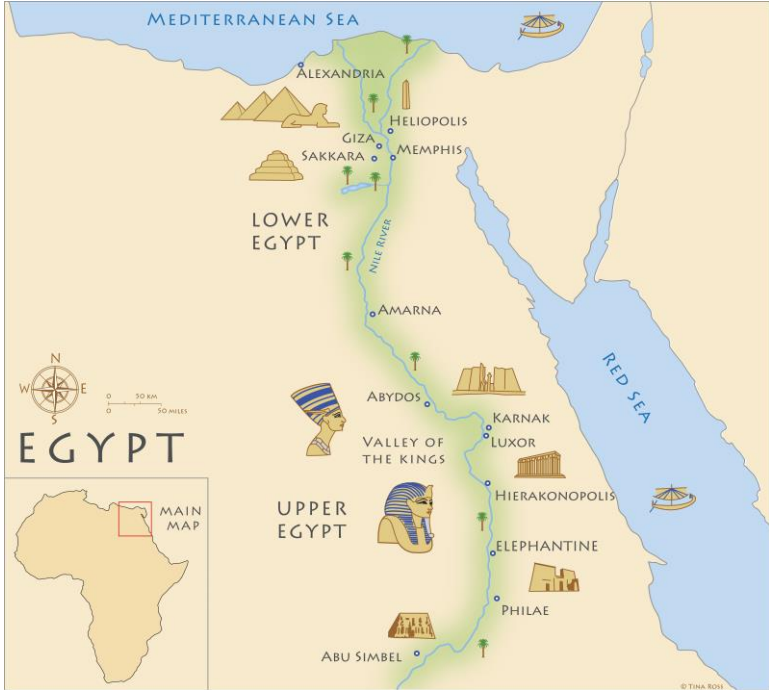 MEDITERRANEAN SEA
ALEXANDRIA
HELIOPOLIS
GIZA
SAKKARA
MEMPHIS
LOWER
EGYPT
NILE RIVER
AMARNA
RED SEA
N
W E
S
0 50 KM
0 50 MILES
EGYPT
ABYDOS
KARNAK
LUXOR
VALLEY OF
THE KINGS
HIERAKONOPOLIS
UPPER
EGYPT
ELEPHANTINE
PHILAE
ABU SIMBEL
MAIN
MAP
© TINA ROSS